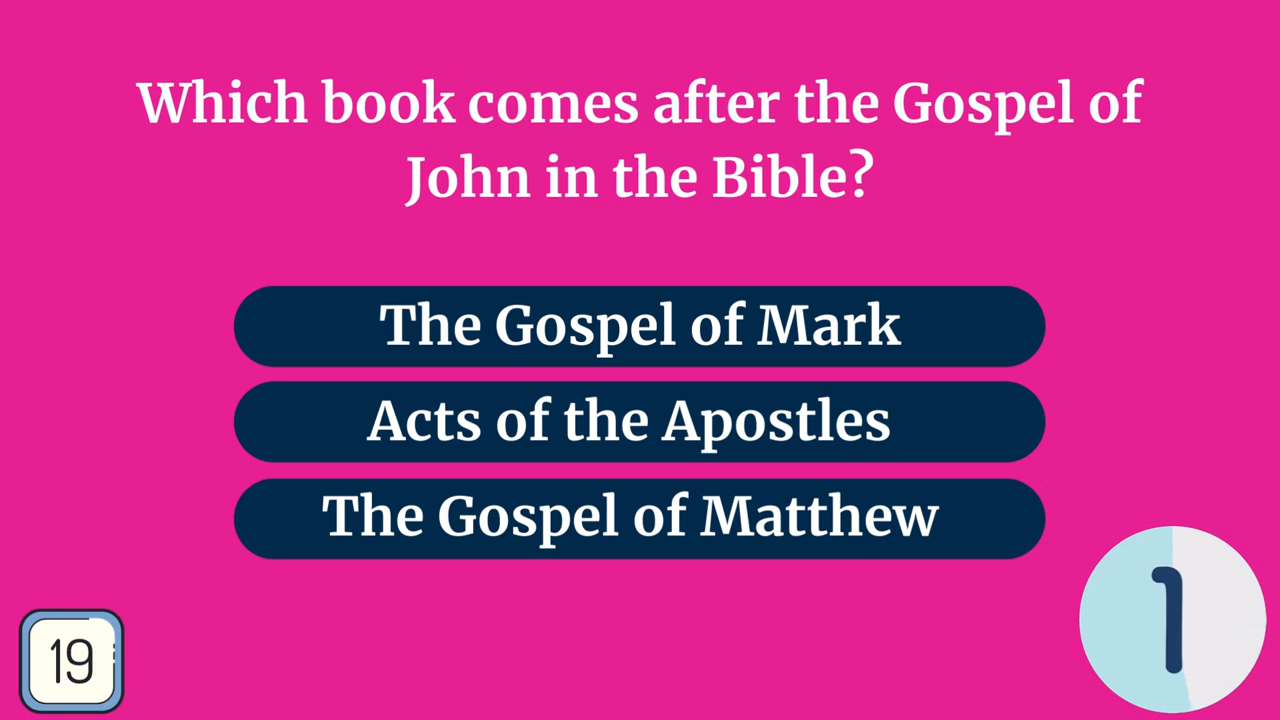 Which book comes after the Gospel of
John in the Bible?
The Gospel of Mark
Acts of the Apostles
The Gospel of Matthew
19
1